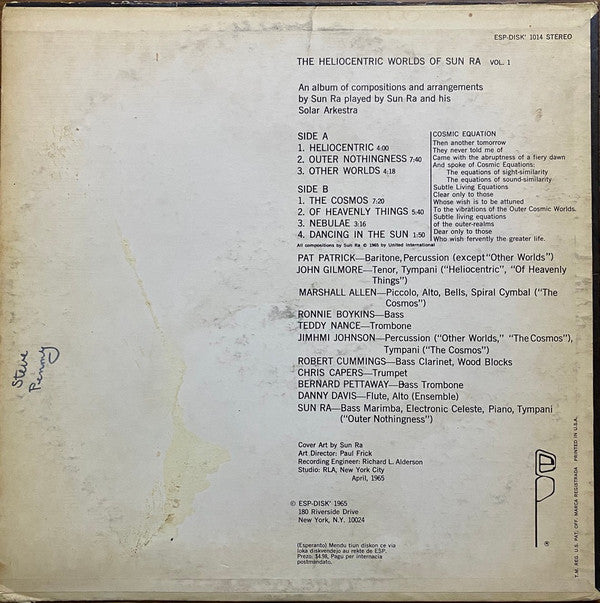 ESP-DISK' 1014 STEREO
THE HELIOCENTRIC WORLDS OF SUN RA VOL. 1
An album of compositions and arrangements
by Sun Ra played by Sun Ra and his
Solar Arkestra
SIDE A
1. HELIOCENTRIC 4:00
2. OUTER NOTHINGNESS 7:40
3. OTHER WORLDS 4:18
SIDE B
1. THE COSMOS 7:20
2. OF HEAVENLY THINGS 5:40
3. NEBULAE 3:16
4. DANCING IN THE SUN 1:50
All compositions by Sun Ra © 1965 by United International
COSMIC EQUATION
Then another tomorrow
They never told me of
Came with the abruptness of a fiery dawn
And spoke of Cosmic Equations:
The equations of sight-similarity
The equations of sound-similarity
Subtle Living Equations
Clear only to those
Whose wish is to be attuned
To the vibrations of the Outer Cosmic Worlds.
Subtle living equations
of the outer-realms
Dear only to those
Who wish fervently the greater life.
PAT PATRICK—Baritone, Percussion (except "Other Worlds")
JOHN GILMORE—Tenor, Tympani ("Heliocentric", "Of Heavenly
Things")
MARSHALL ALLEN—Piccolo, Alto, Bells, Spiral Cymbal ("The
Cosmos")
RONNIE BOYKINS—Bass
TEDDY NANCE—Trombone
JIMHMI JOHNSON—Percussion ("Other Worlds," "The Cosmos"),
Tympani ("The Cosmos")
ROBERT CUMMINGS—Bass Clarinet, Wood Blocks
CHRIS CAPERS—Trumpet
BERNARD PETTAWAY—Bass Trombone
DANNY DAVIS—Flute, Alto (Ensemble)
SUN RA—Bass Marimba, Electronic Celeste, Piano, Tympani
("Outer Nothingness")
Steve
Penny
Cover Art by Sun Ra
Art Director: Paul Frick
Recording Engineer: Richard L. Alderson
Studio: RLA, New York City
April, 1965
© ESP-DISK' 1965
180 Riverside Drive
New York, N.Y. 10024
(Esperanto) Mendu tiun diskon ce via
loka diskvendejo au rekte de ESP.
Prezo: $4.98, Pagu per internacia
postmandato.
T.M. REG. U.S. PAT. OFF. MARCA REGISTRADA PRINTED IN U.S.A.
®